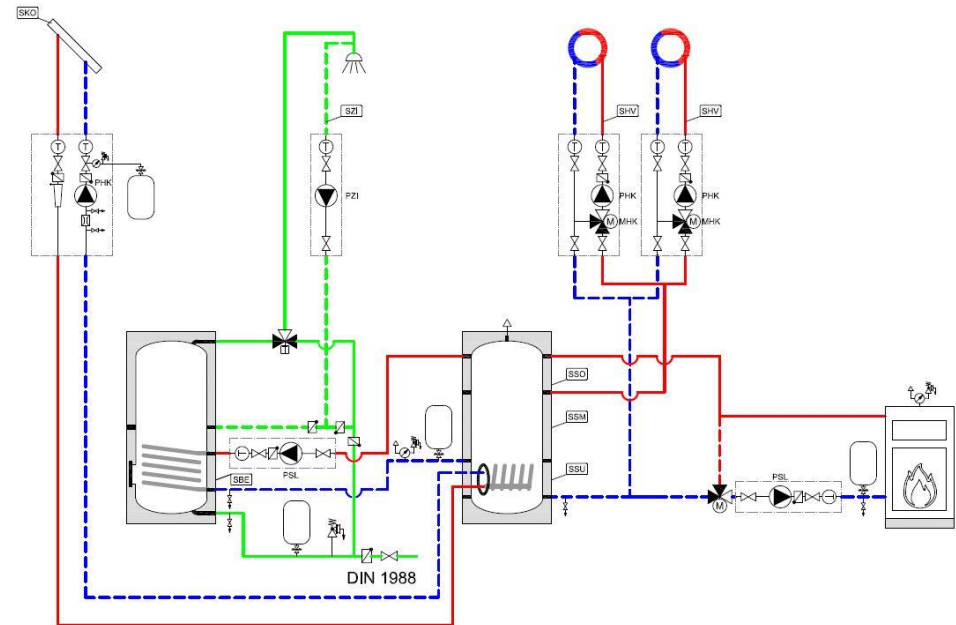 SKO
SZI
SHV
SHV
T
T
T
T
T
T
T
PHK
PZI
PHK
PHK
M
MHK
M
MHK
SSO
SSM
SSU
SBE
PSL
PSL
M
DIN 1988